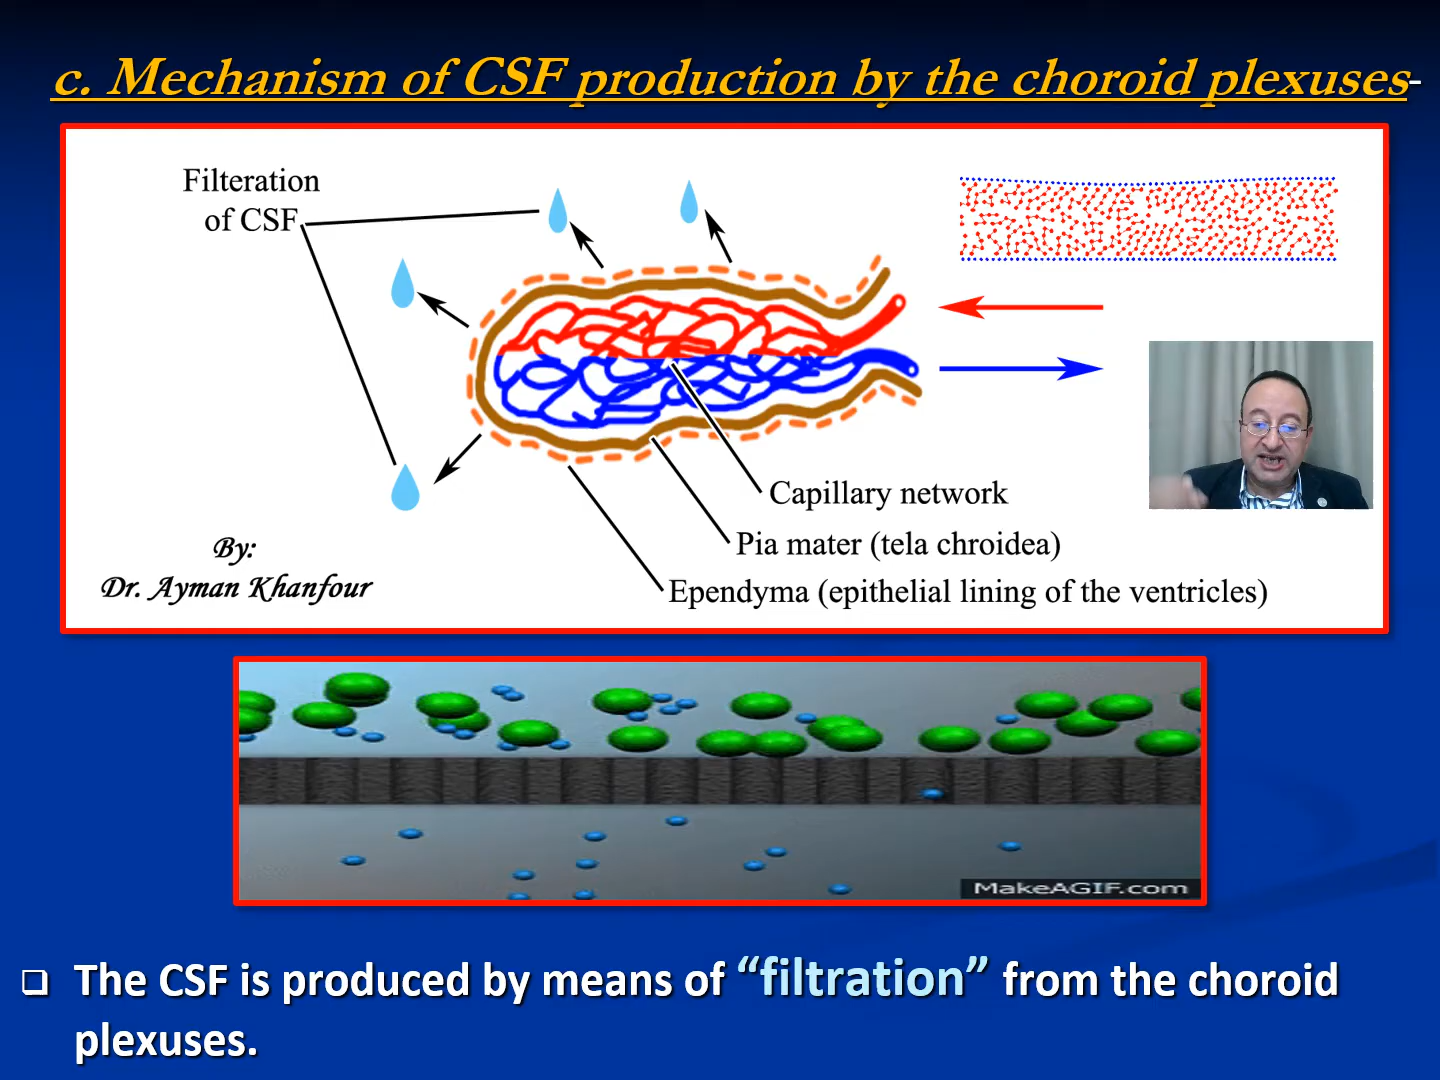 c. Mechanism of CSF production by the choroid plexuses-
Filteration
of CSF
Capillary network
Pia mater (tela chroidea)
Ependyma (epithelial lining of the ventricles)
By:
Dr. Ayman Khanfour
MakeAGIF.com
The CSF is produced by means of “filtration” from the choroid
plexuses.